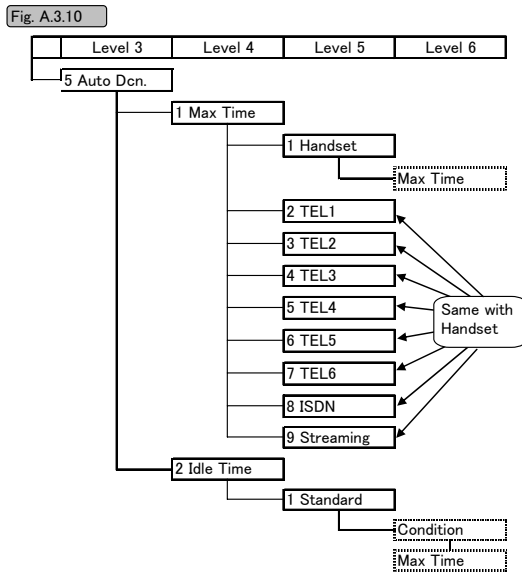 Fig. A.3.10
Level 3 Level 4 Level 5 Level 6
5 Auto Dcn.
1 Max Time
1 Handset
Max Time
2 TEL1
3 TEL2
4 TEL3
5 TEL4
6 TEL5
7 TEL6
8 ISDN
9 Streaming
Same with
Handset
2 Idle Time
1 Standard
Condition
Max Time